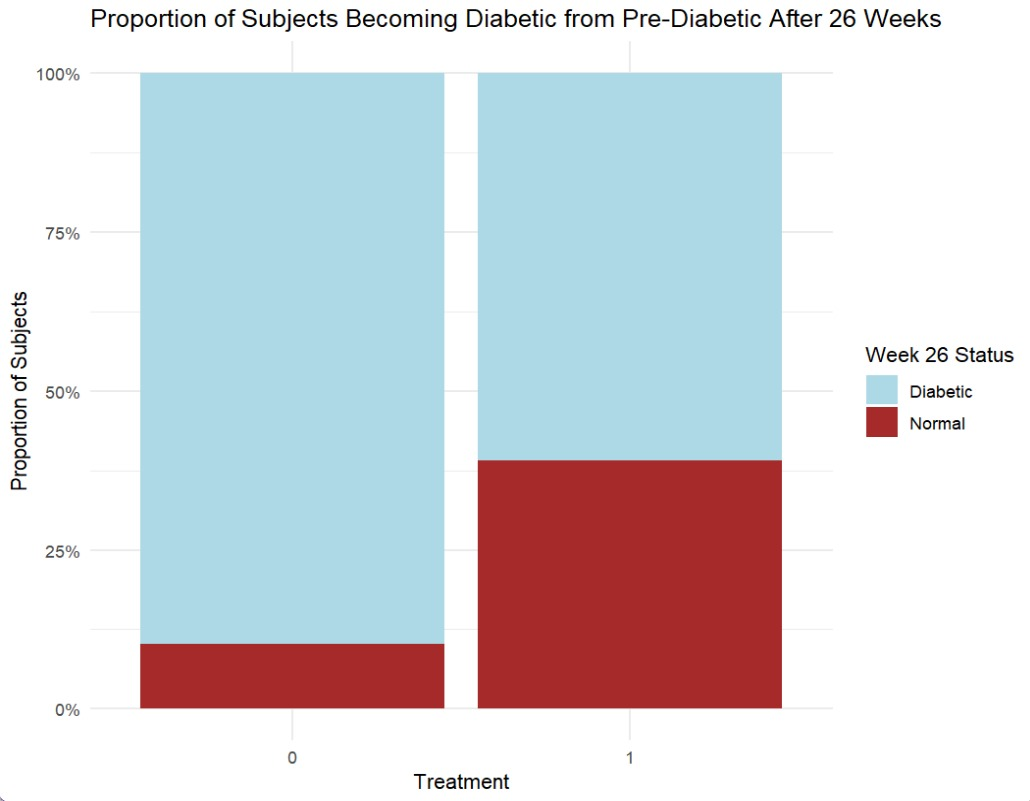 Proportion of Subjects Becoming Diabetic from Pre-Diabetic After 26 Weeks
100%
75%
50%
25%
0%
Proportion of Subjects
0
1
Treatment
Week 26 Status
Diabetic
Normal